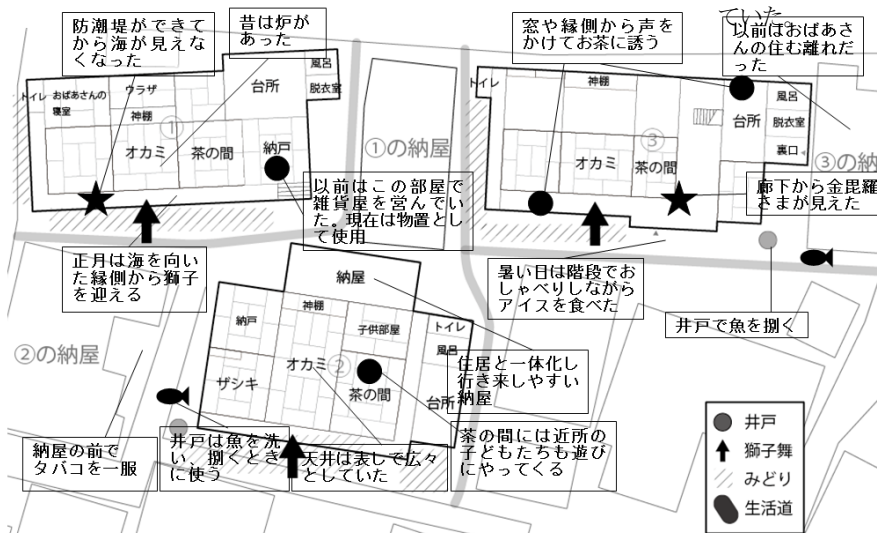 ていた。
防潮堤ができて
から海が見えな
くなった
昔は炉が
あった
窓や縁側から声を
かけてお茶に誘う
以前はおばあさ
んの住む離れだ
った
トイレ
おばあさんの
寝室
ウラザ
神棚
①
オカミ
茶の間
台所
風呂
脱衣室
納戸
①の納屋
以前はこの部屋で
雑貨屋を営んでい
た。現在は物置とし
て使用
正月は海を向い
た縁側から獅子
を迎える
トイレ
神棚
③
オカミ
茶の間
台所
風呂
脱衣室
裏口
③の納
廊下から金毘羅
さまが見えた
暑い日は階段でお
しゃべりしながら
アイスを食べた
井戸で魚を捌く
②の納屋
納屋
納戸
神棚
子供部屋
トイレ
風呂
オカミ
②
茶の間
ザシキ
台所
住居と一体化し
行き来しやすい
納屋
納屋の前で
タバコを一服
井戸は魚を洗
い、捌くときに
に使う
天井は表しで広々
としていた
茶の間には近所の
子どもたちも遊び
にやってくる
井戸
獅子舞
みどり
生活道